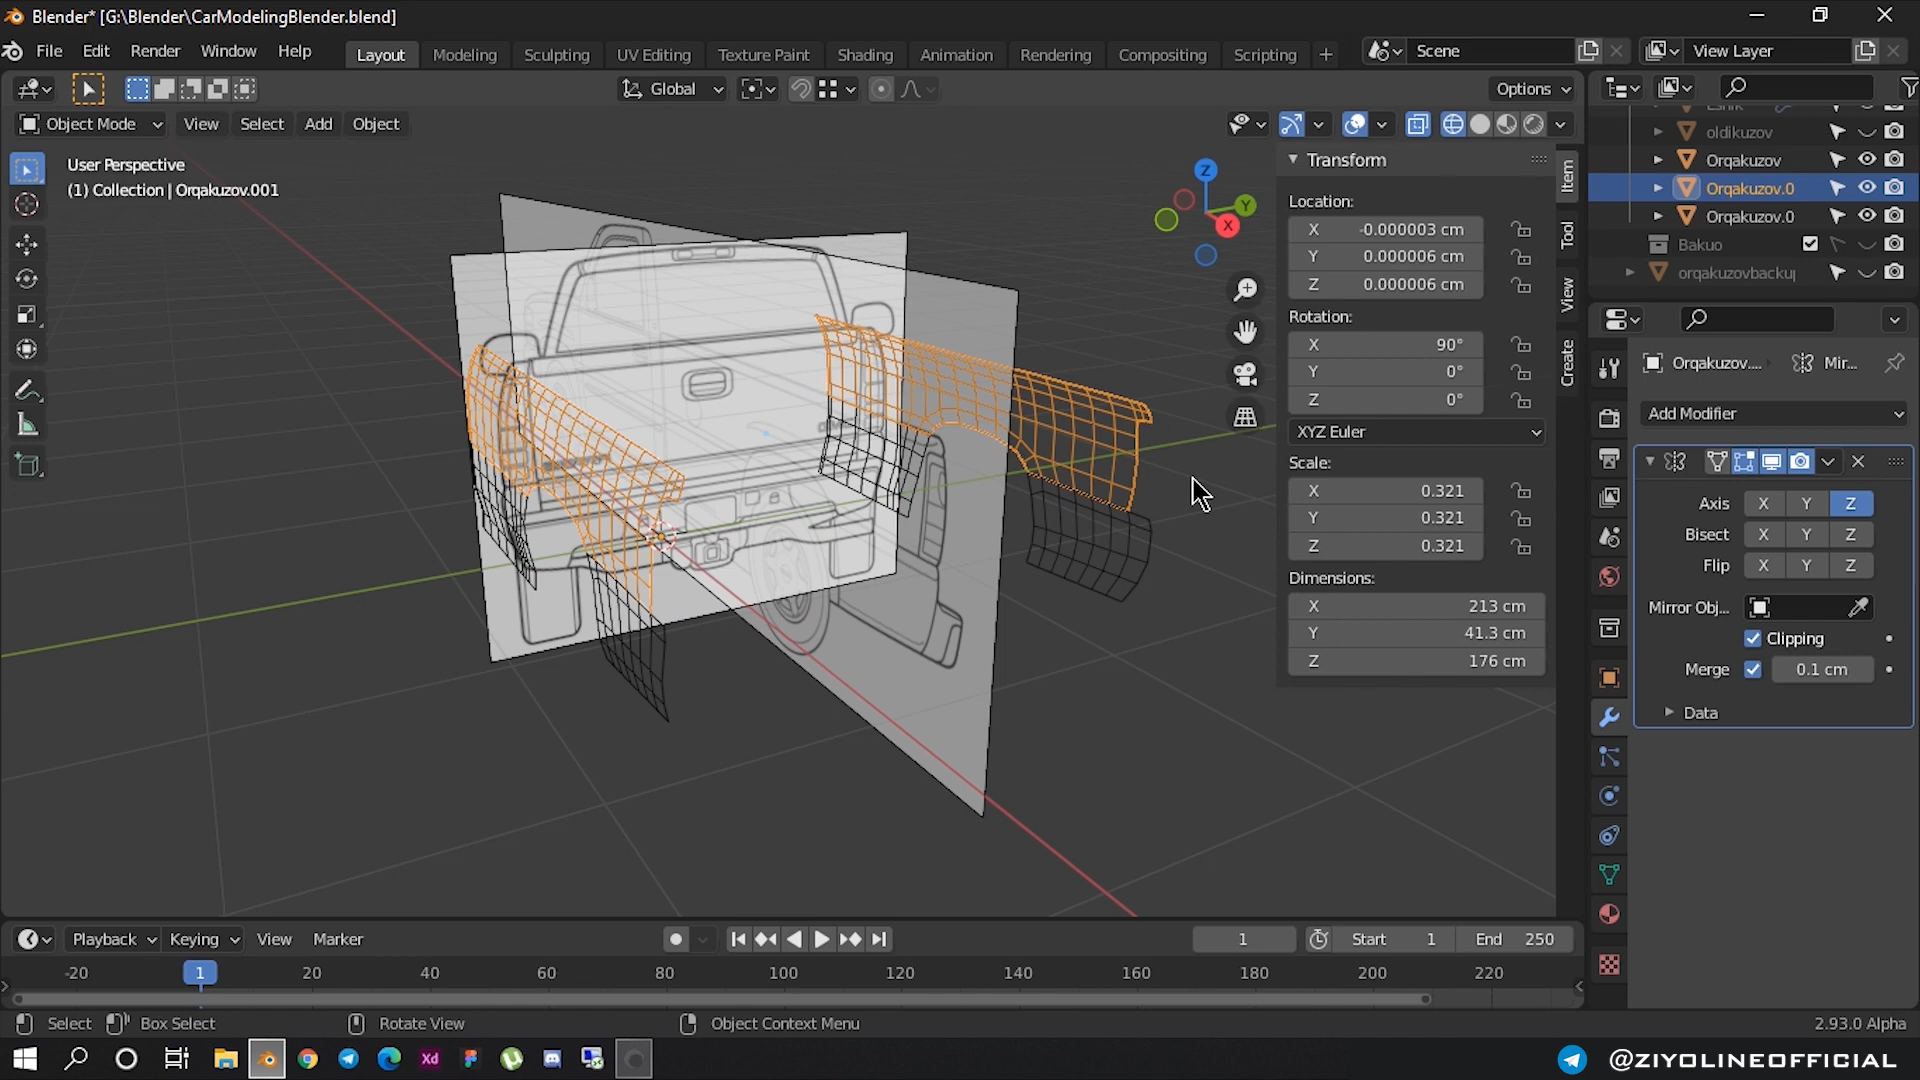 Blender* [G:\Blender\CarModelingBlender.blend]
File Edit Render Window Help
Layout Modeling Sculpting UV Editing Texture Paint Shading Animation Rendering Compositing Scripting +
Scene
View Layer
Global
Options
Object Mode View Select Add Object
User Perspective
(1) Collection | Orqakuzov.001
Z
Y
X
Transform
Location:
X -0.000003 cm
Y 0.000006 cm
Z 0.000006 cm
Rotation:
X 90°
Y 0°
Z 0°
XYZ Euler
Scale:
X 0.321
Y 0.321
Z 0.321
Dimensions:
X 213 cm
Y 41.3 cm
Z 176 cm
Item
Tool
View
Create
oldikuzov
Orqakuzov
Orqakuzov.0
Orqakuzov.0
Bakuo
orqakuzovbackup
Orqakuzov.... Mir...
Add Modifier
Axis X Y Z
Bisect X Y Z
Flip X Y Z
Mirror Obj...
Clipping
Merge 0.1 cm
Data
Playback Keying View Marker
1 Start 1 End 250
-20 1 20 40 60 80 100 120 140 160 180 200 220
Select Box Select Rotate View Object Context Menu
2.93.0 Alpha
Xd
@ZIYOLINEOFFICIAL